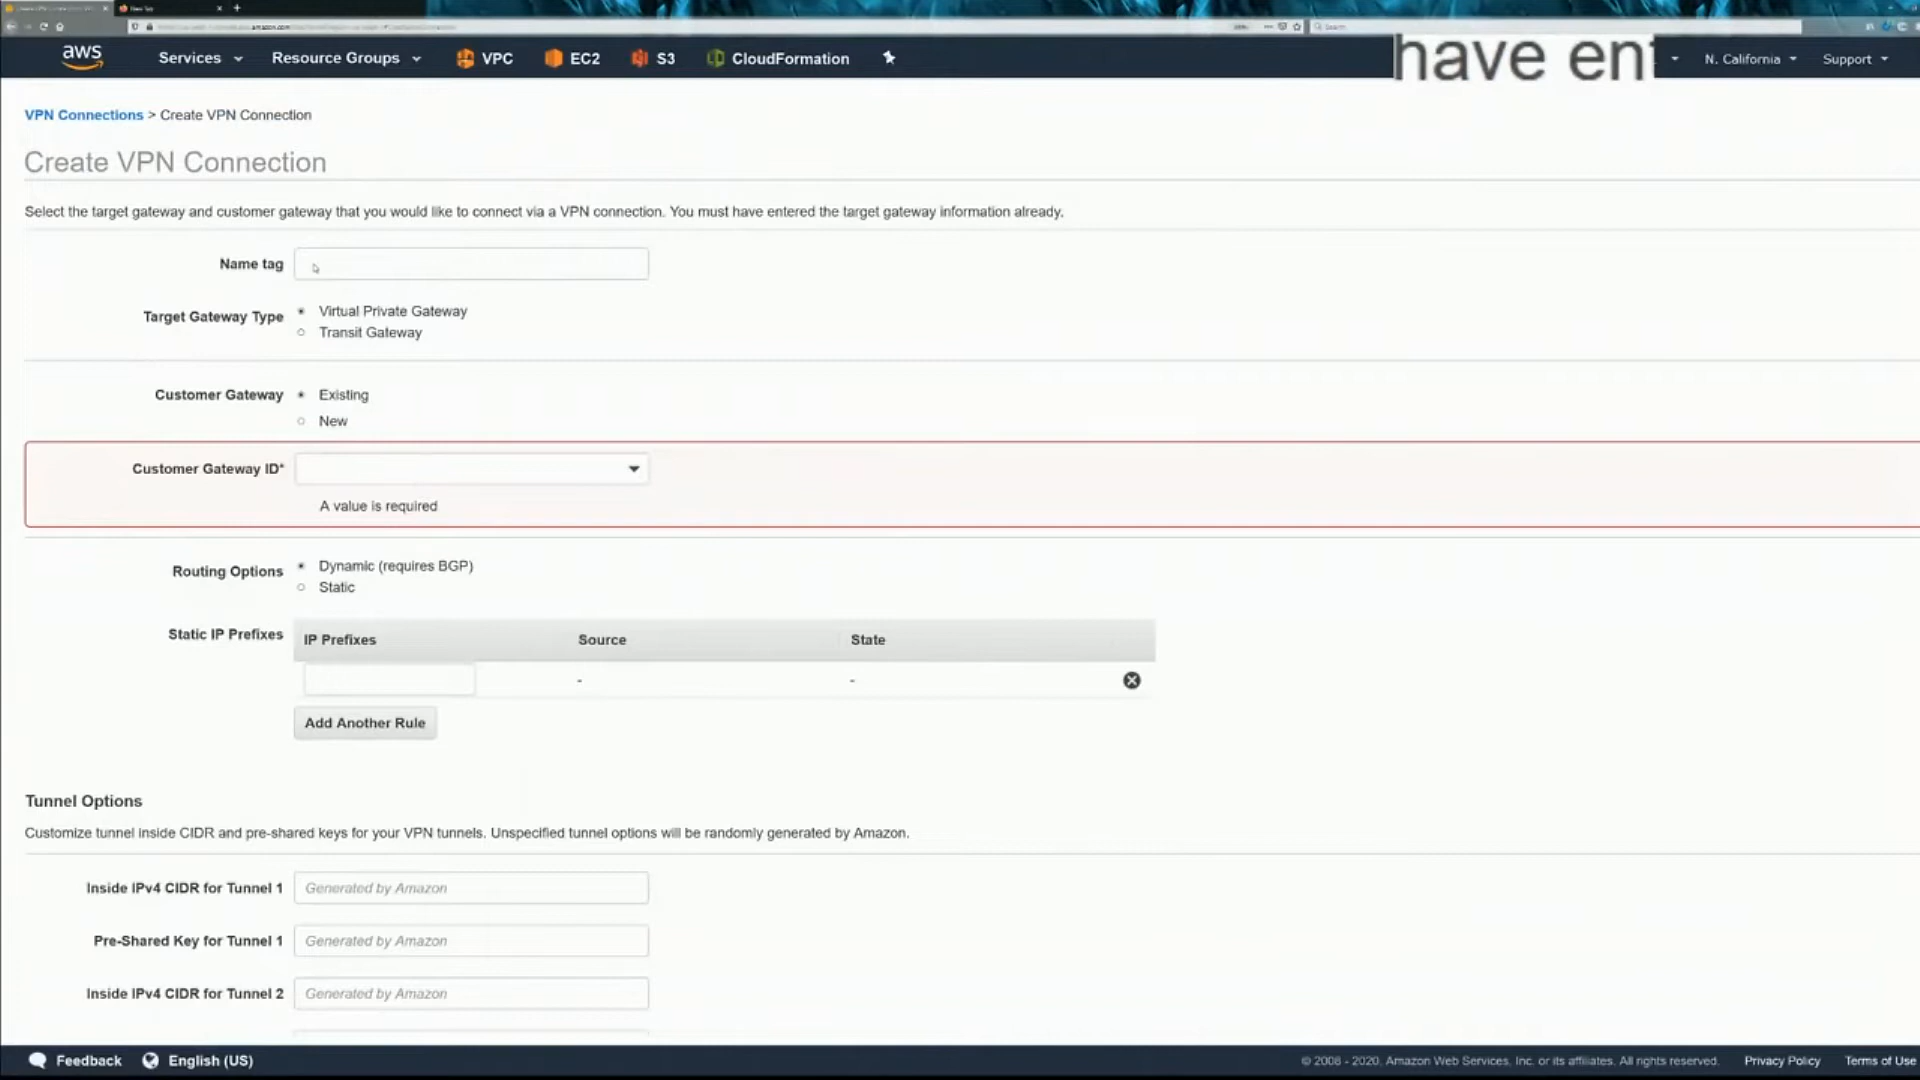 New Tab
Search
aws
Services
Resource Groups
VPC
EC2
S3
CloudFormation
have ent
N. California
Support
VPN Connections > Create VPN Connection
Create VPN Connection
Select the target gateway and customer gateway that you would like to connect via a VPN connection. You must have entered the target gateway information already.
Name tag
Target Gateway Type
Virtual Private Gateway
Transit Gateway
Customer Gateway
Existing
New
Customer Gateway ID*
A value is required
Routing Options
Dynamic (requires BGP)
Static
Static IP Prefixes
IP Prefixes
Source
State
-
-
Add Another Rule
Tunnel Options
Customize tunnel inside CIDR and pre-shared keys for your VPN tunnels. Unspecified tunnel options will be randomly generated by Amazon.
Inside IPv4 CIDR for Tunnel 1
Generated by Amazon
Pre-Shared Key for Tunnel 1
Generated by Amazon
Inside IPv4 CIDR for Tunnel 2
Generated by Amazon
Feedback
English (US)
© 2008 - 2020, Amazon Web Services, Inc. or its affiliates. All rights reserved.
Privacy Policy
Terms of Use